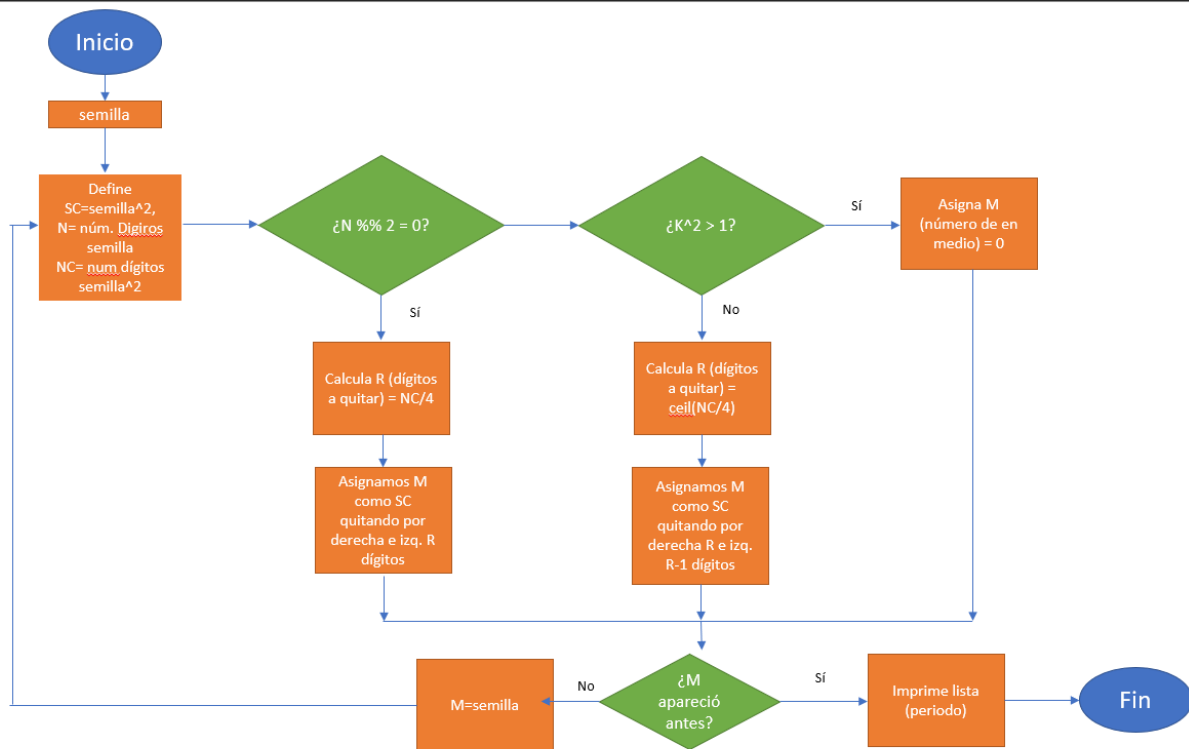 Inicio
semilla
Define
SC=semilla^2,
N= núm. Digiros
semilla
NC= num dígitos
semilla^2
¿N %% 2 = 0?
¿K^2 > 1?
Sí
Asigna M
(número de en
medio) = 0
Sí
No
Calcula R (dígitos
a quitar) = NC/4
Calcula R (dígitos
a quitar) =
ceil(NC/4)
Asignamos M
como SC
quitando por
derecha e izq. R
dígitos
Asignamos M
como SC
quitando por
derecha R e izq.
R-1 dígitos
M=semilla
No
¿M
apareció
antes?
Sí
Imprime lista
(periodo)
Fin